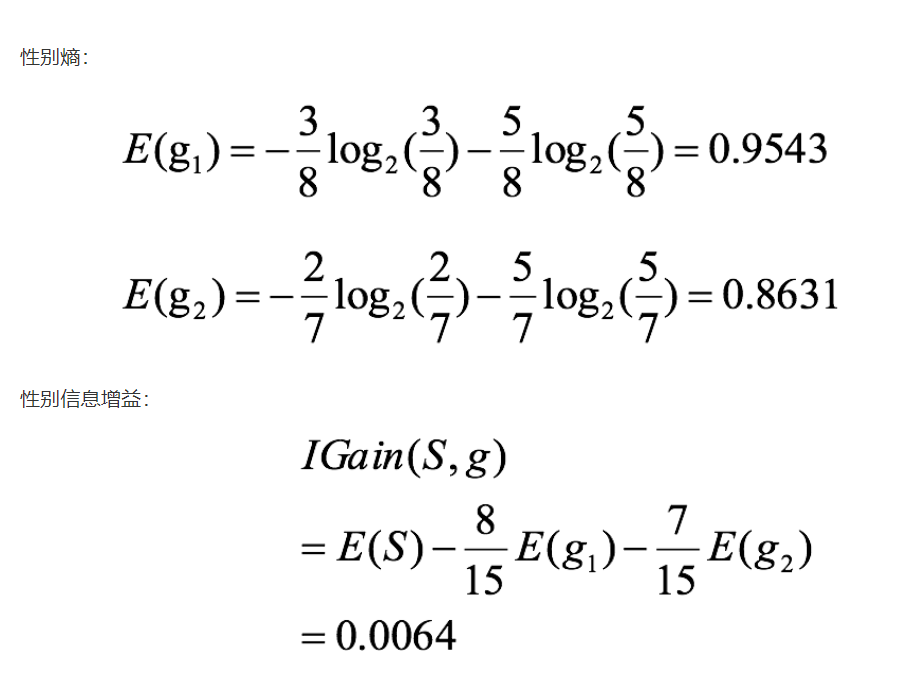 性别熵：
E(g₁) = −3/8 log₂(3/8) − 5/8 log₂(5/8) = 0.9543
E(g₂) = −2/7 log₂(2/7) − 5/7 log₂(5/7) = 0.8631
性别信息增益：
IGain(S, g)
= E(S) − 8/15 E(g₁) − 7/15 E(g₂)
= 0.0064